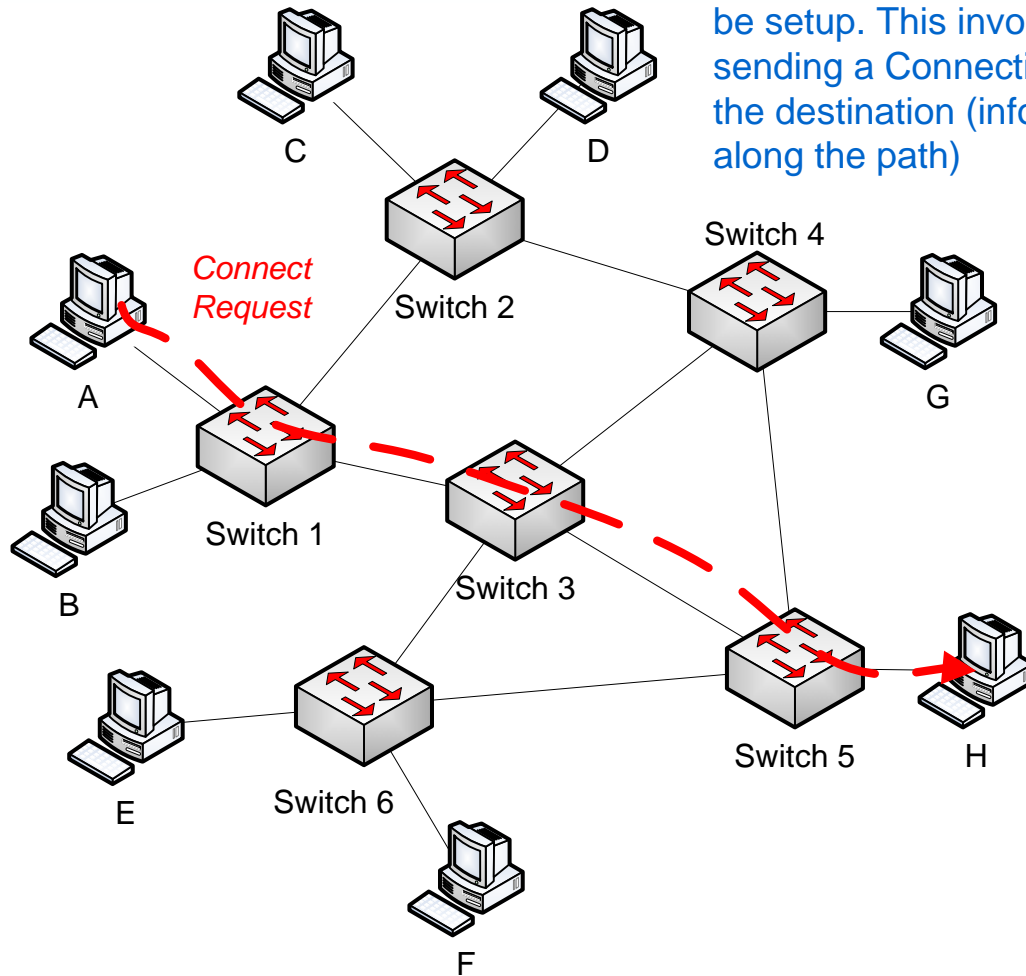 be setup. This invo
sending a Connecti
the destination (info
along the path)
C
D
Switch 4
Connect
Request
Switch 2
A
G
Switch 1
B
Switch 3
Switch 5
H
E
Switch 6
F